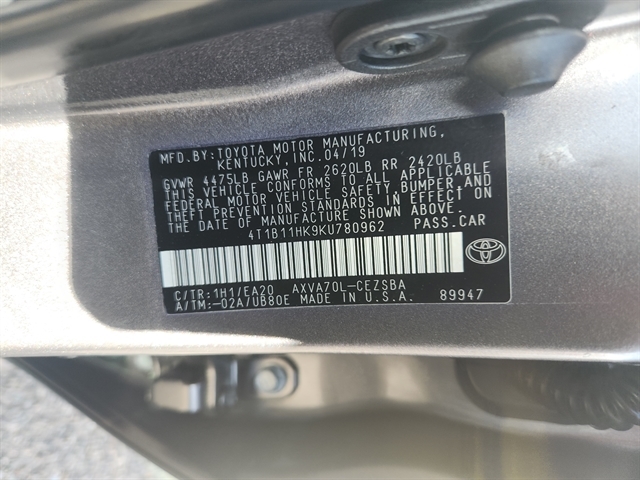 MFD.BY:TOYOTA MOTOR MANUFACTURING,
KENTUCKY,INC.04/19
GVWR 4475LB GAWR FR 2620LB RR 2420LB
THIS VEHICLE CONFORMS TO ALL APPLICABLE
FEDERAL MOTOR VEHICLE SAFETY,BUMPER,AND
THEFT PREVENTION STANDARDS IN EFFECT ON
THE DATE OF MANUFACTURE SHOWN ABOVE.
4T1B11HK9KU780962 PASS.CAR
C/TR:1H1/EA20 AXVA70L-CEZSBA
A/TM:-02A/UB80E MADE IN U.S.A. 89947